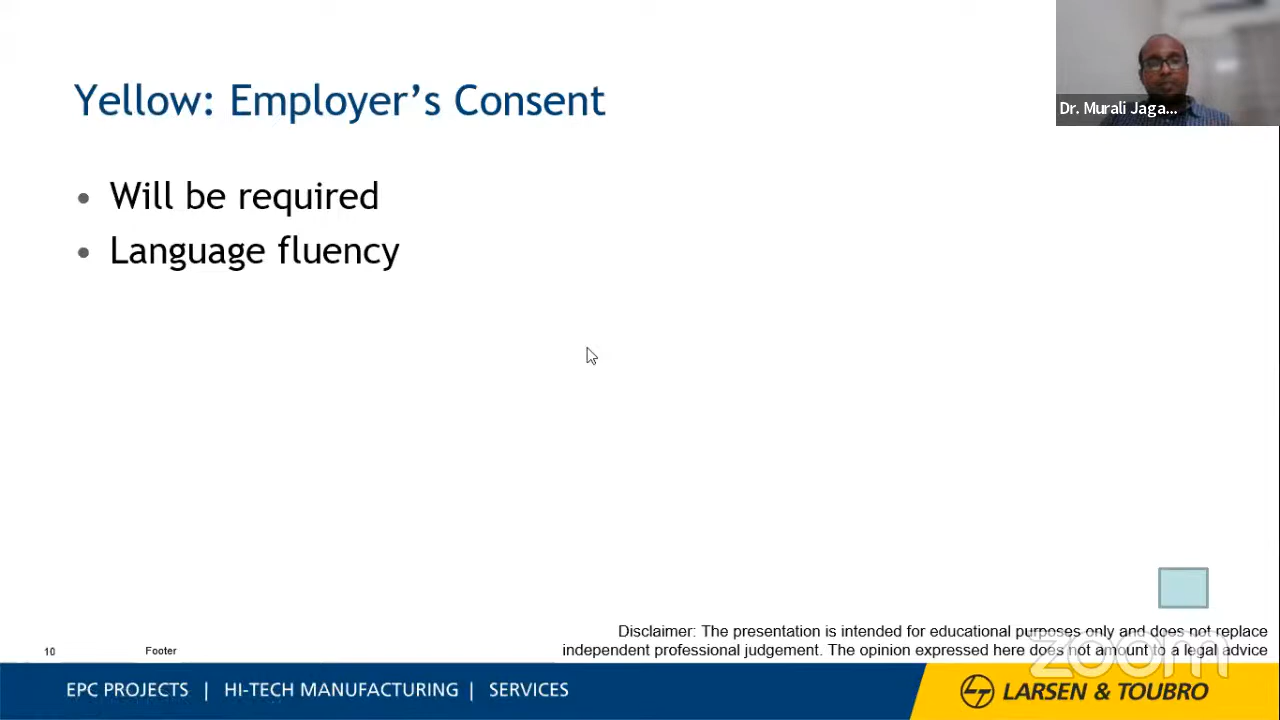 Yellow: Employer’s Consent
Dr. Murali Jaga...
• Will be required
• Language fluency
Disclaimer: The presentation is intended for educational purposes only and does not replace
independent professional judgement. The opinion expressed here does not amount to a legal advice
zoom
10 Footer
EPC PROJECTS | HI-TECH MANUFACTURING | SERVICES
LARSEN & TOUBRO